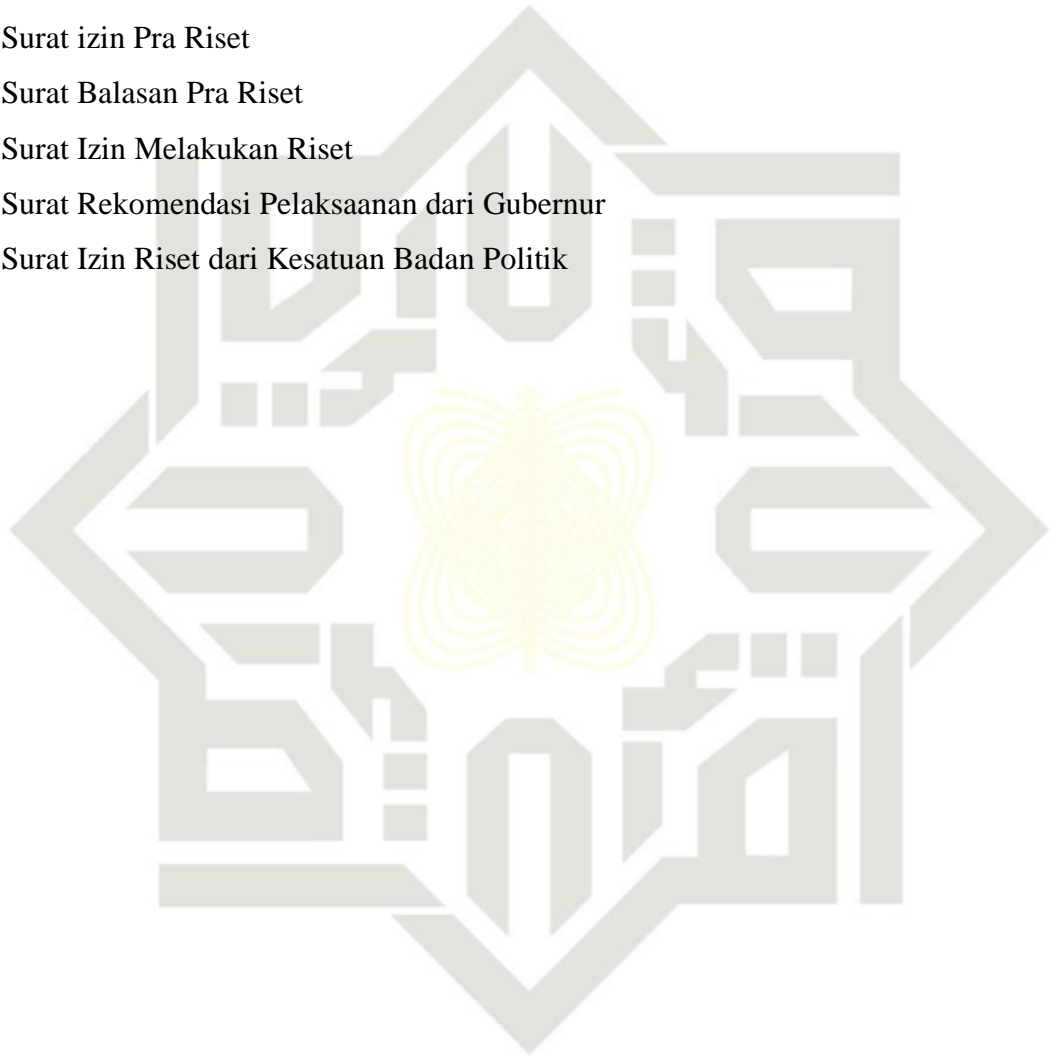 Surat izin Pra Riset
Surat Balasan Pra Riset
Surat Izin Melakukan Riset
Surat Rekomendasi Pelaksaanan dari Gubernur
Surat Izin Riset dari Kesatuan Badan Politik